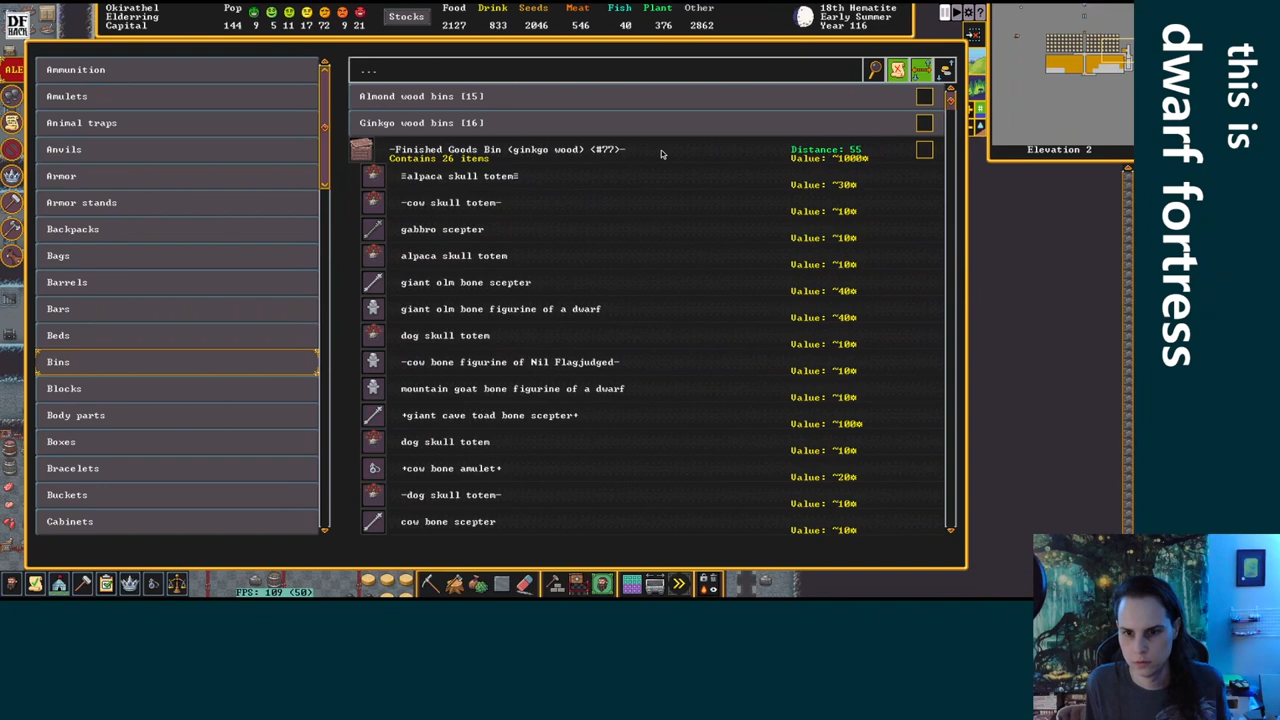 DF
HACK
Okirathel
Elderring
Capital
Pop
144 9 5 11 17 72 9 21
Stocks
Food Drink Seeds Meat Fish Plant Other
2127 833 2046 546 40 376 2862
18th Hematite
Early Summer
Year 116
ALE
Ammunition
Amulets
Animal traps
Anvils
Armor
Armor stands
Backpacks
Bags
Barrels
Bars
Beds
Bins
Blocks
Body parts
Boxes
Bracelets
Buckets
Cabinets
...
Almond wood bins [15]
Ginkgo wood bins [16]
-Finished Goods Bin (ginkgo wood) <#77>- Distance: 55
Contains 26 items Value: ~1000☼
≡alpaca skull totem≡
Value: ~30☼
-cow skull totem-
Value: ~10☼
gabbro scepter
Value: ~10☼
alpaca skull totem
Value: ~10☼
giant olm bone scepter
Value: ~40☼
giant olm bone figurine of a dwarf
Value: ~40☼
dog skull totem
Value: ~10☼
-cow bone figurine of Nil Flagjudged-
Value: ~10☼
mountain goat bone figurine of a dwarf
Value: ~10☼
+giant cave toad bone scepter+
Value: ~100☼
dog skull totem
Value: ~10☼
+cow bone amulet+
Value: ~20☼
-dog skull totem-
Value: ~10☼
cow bone scepter
Value: ~10☼
Elevation 2
FPS: 109 (50)
this is
dwarf fortress